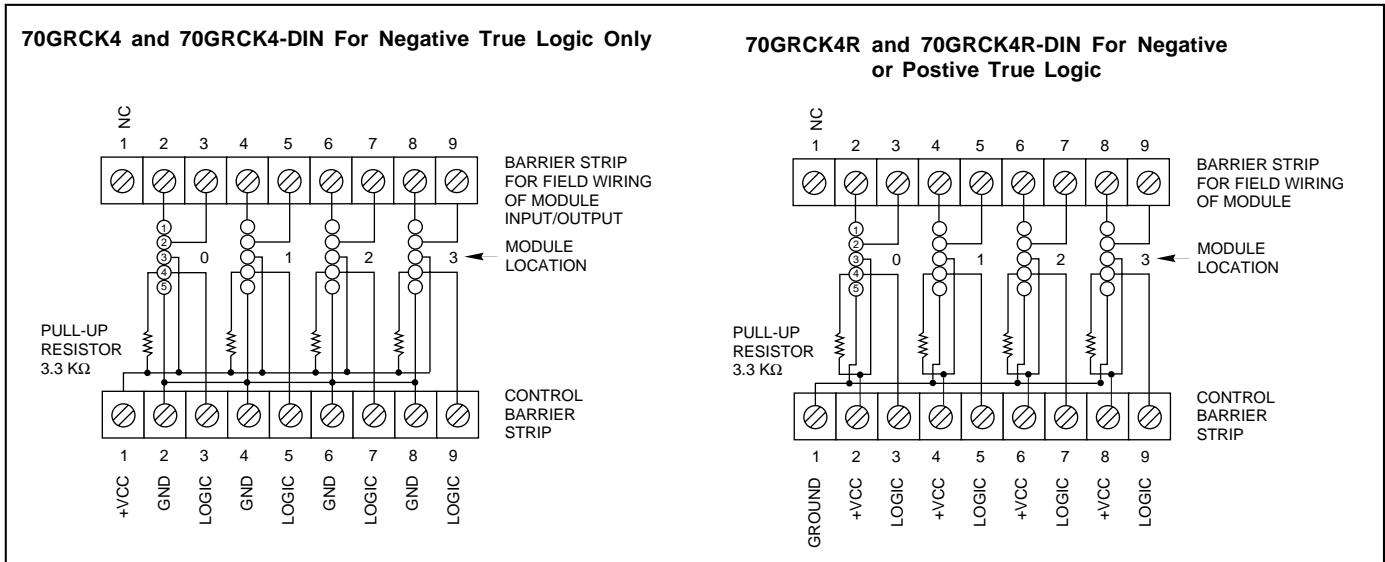 70GRCK4 and 70GRCK4-DIN For Negative True Logic Only
NC
1 2 3 4 5 6 7 8 9
BARRIER STRIP
FOR FIELD WIRING
OF MODULE
INPUT/OUTPUT
1
2
3
4
5
0 1 2 3
MODULE
LOCATION
PULL-UP
RESISTOR
3.3 KΩ
CONTROL
BARRIER
STRIP
1 2 3 4 5 6 7 8 9
+VCC
GND
LOGIC
GND
LOGIC
GND
LOGIC
GND
LOGIC
70GRCK4R and 70GRCK4R-DIN For Negative
or Postive True Logic
NC
1 2 3 4 5 6 7 8 9
BARRIER STRIP
FOR FIELD WIRING
OF MODULE
1
2
3
4
5
0 1 2 3
MODULE
LOCATION
PULL-UP
RESISTOR
3.3 KΩ
CONTROL
BARRIER
STRIP
1 2 3 4 5 6 7 8 9
GROUND
+VCC
LOGIC
+VCC
LOGIC
+VCC
LOGIC
+VCC
LOGIC